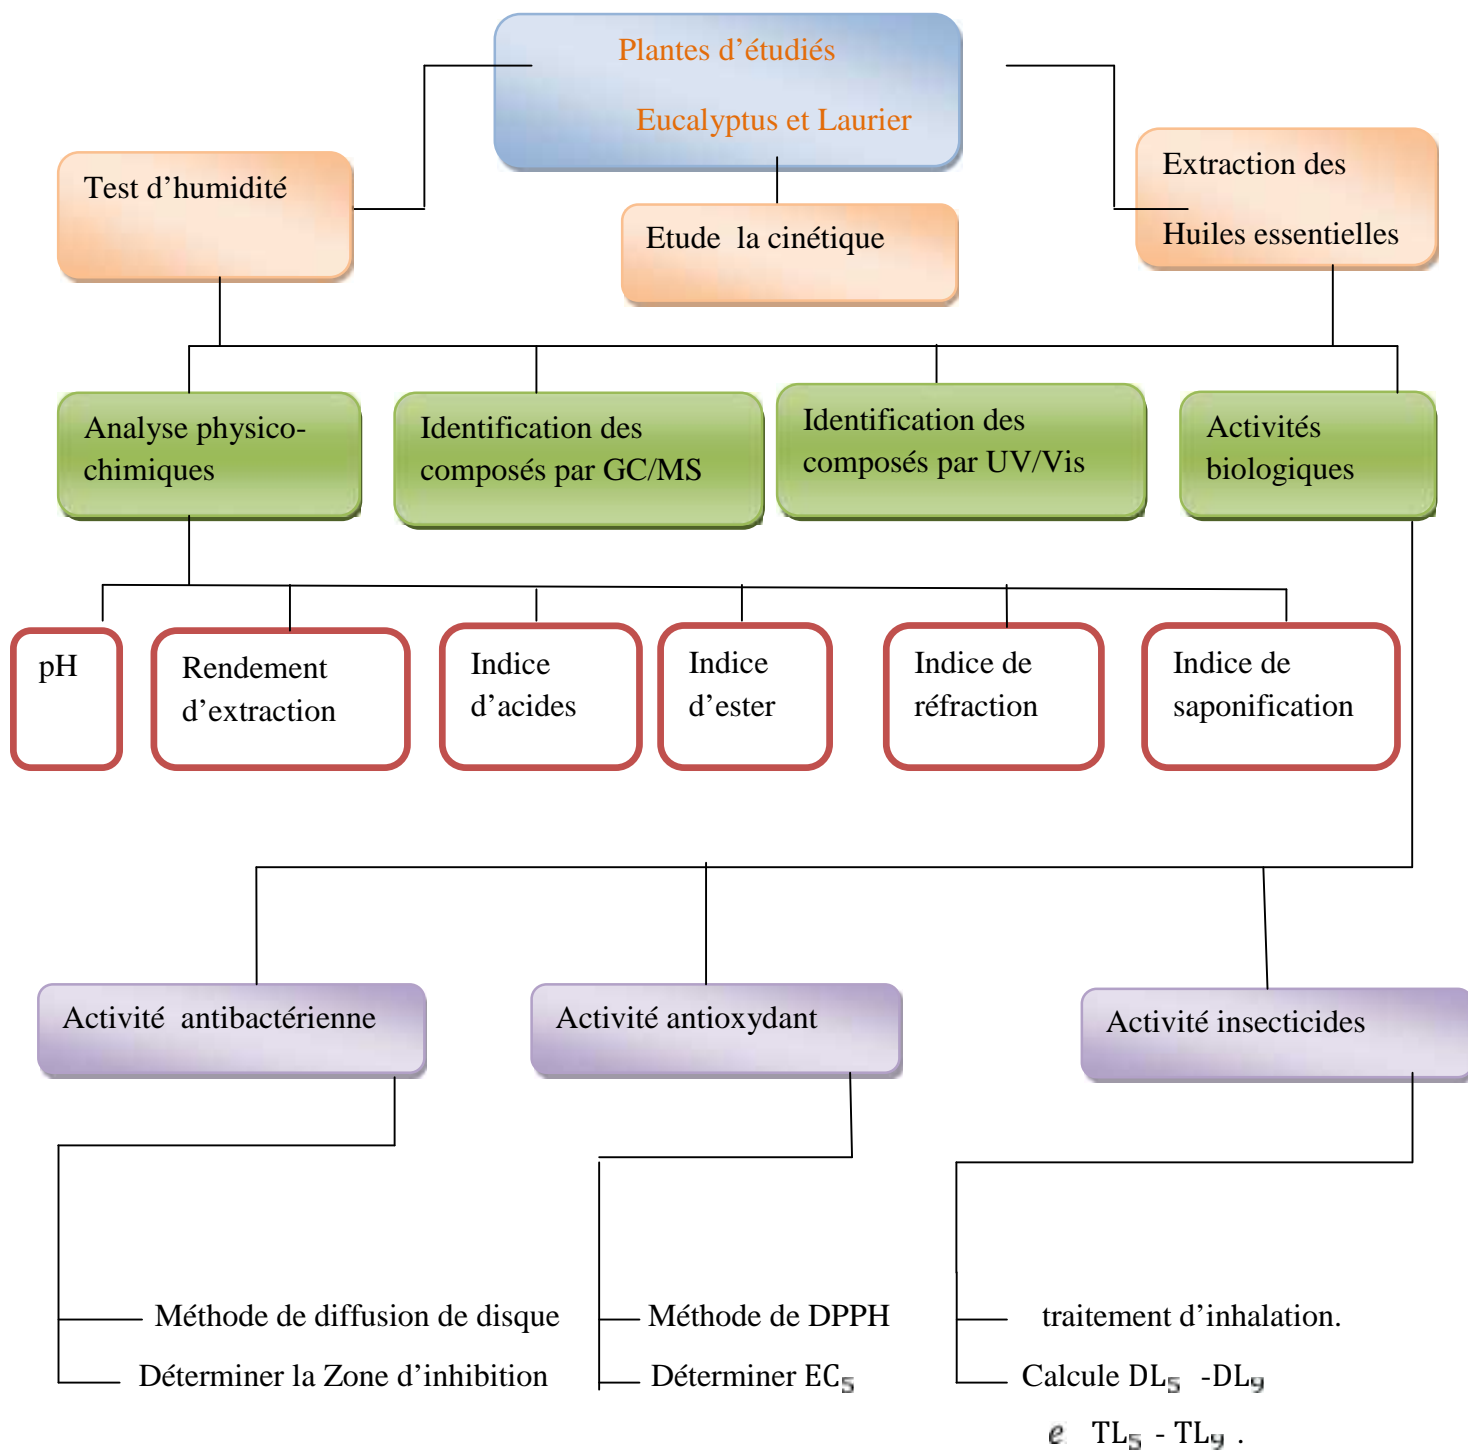 Plantes d’étudiés
Eucalyptus et Laurier
Test d’humidité
Etude la cinétique
Extraction des
Huiles essentielles
Analyse physico-
chimiques
Identification des
composés par GC/MS
Identification des
composés par UV/Vis
Activités
biologiques
pH
Rendement
d’extraction
Indice
d’acides
Indice
d’ester
Indice de
réfraction
Indice de
saponification
Activité antibactérienne
Activité antioxydant
Activité insecticides
Méthode de diffusion de disque
Déterminer la Zone d’inhibition
Méthode de DPPH
Déterminer EC₅
traitement d’inhalation.
Calcule DL₅ -DL₉
e TL₅ - TL₉ .